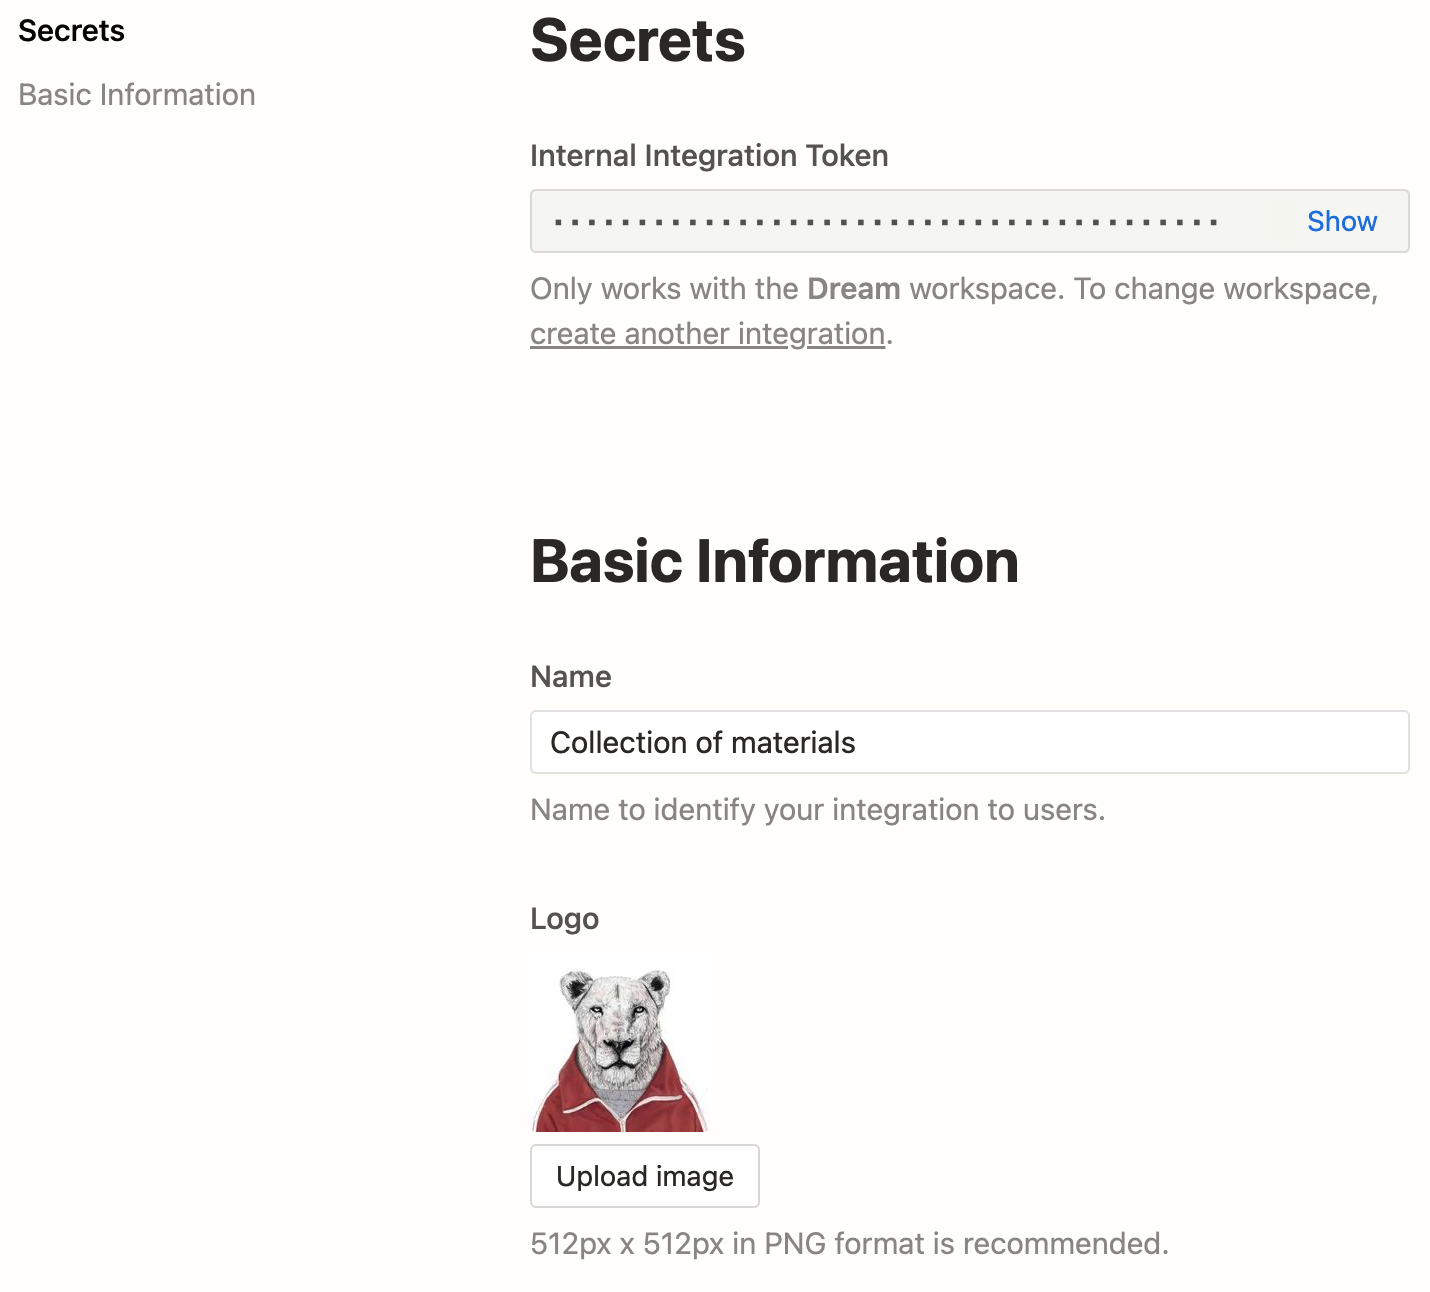 Secrets
Basic Information
Secrets
Internal Integration Token
Show
Only works with the Dream workspace. To change workspace,
create another integration.
Basic Information
Name
Collection of materials
Name to identify your integration to users.
Logo
Upload image
512px x 512px in PNG format is recommended.